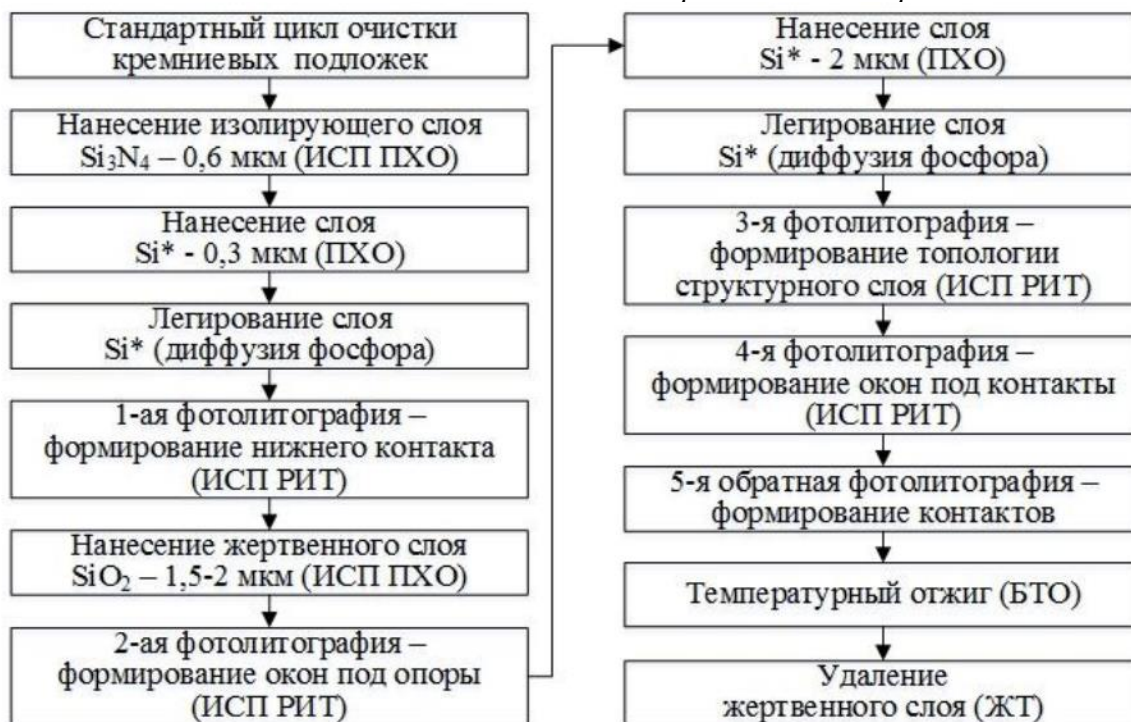 Стандартный цикл очистки
кремниевых подложек
Нанесение изолирующего слоя
Si₃N₄ – 0,6 мкм (ИСП ПХО)
Нанесение слоя
Si* - 0,3 мкм (ПХО)
Легирование слоя
Si* (диффузия фосфора)
1-ая фотолитография –
формирование нижнего контакта
(ИСП РИТ)
Нанесение жертвенного слоя
SiO₂ – 1,5-2 мкм (ИСП ПХО)
2-ая фотолитография –
формирование окон под опоры
(ИСП РИТ)
Нанесение слоя
Si* - 2 мкм (ПХО)
Легирование слоя
Si* (диффузия фосфора)
3-я фотолитография –
формирование топологии
структурного слоя (ИСП РИТ)
4-я фотолитография –
формирование окон под контакты
(ИСП РИТ)
5-я обратная фотолитография –
формирование контактов
Температурный отжиг (БТО)
Удаление
жертвенного слоя (ЖТ)